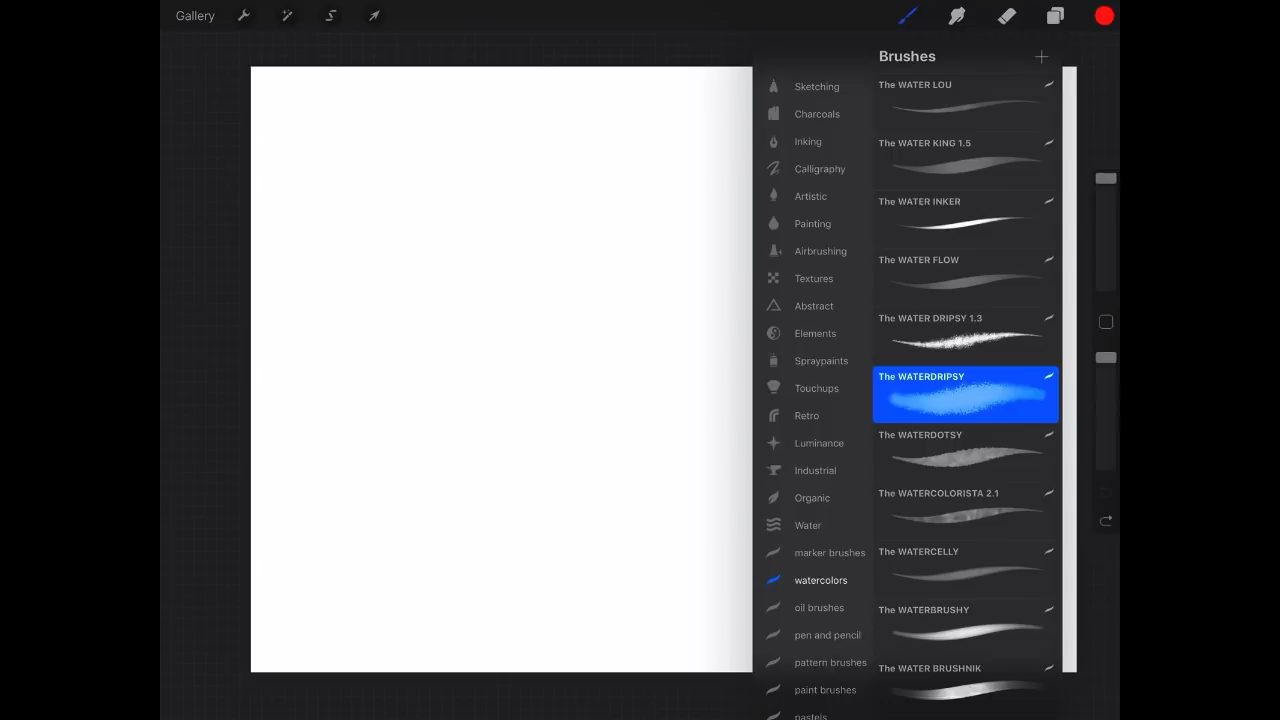 Gallery
Brushes
Sketching
Charcoals
Inking
Calligraphy
Artistic
Painting
Airbrushing
Textures
Abstract
Elements
Spraypaints
Touchups
Retro
Luminance
Industrial
Organic
Water
marker brushes
watercolors
oil brushes
pen and pencil
pattern brushes
paint brushes
pastels
The WATER LOU
The WATER KING 1.5
The WATER INKER
The WATER FLOW
The WATER DRIPSY 1.3
The WATERDRIPSY
The WATERDOTSY
The WATERCOLORISTA 2.1
The WATERCELLY
The WATERBRUSHY
The WATER BRUSHNIK